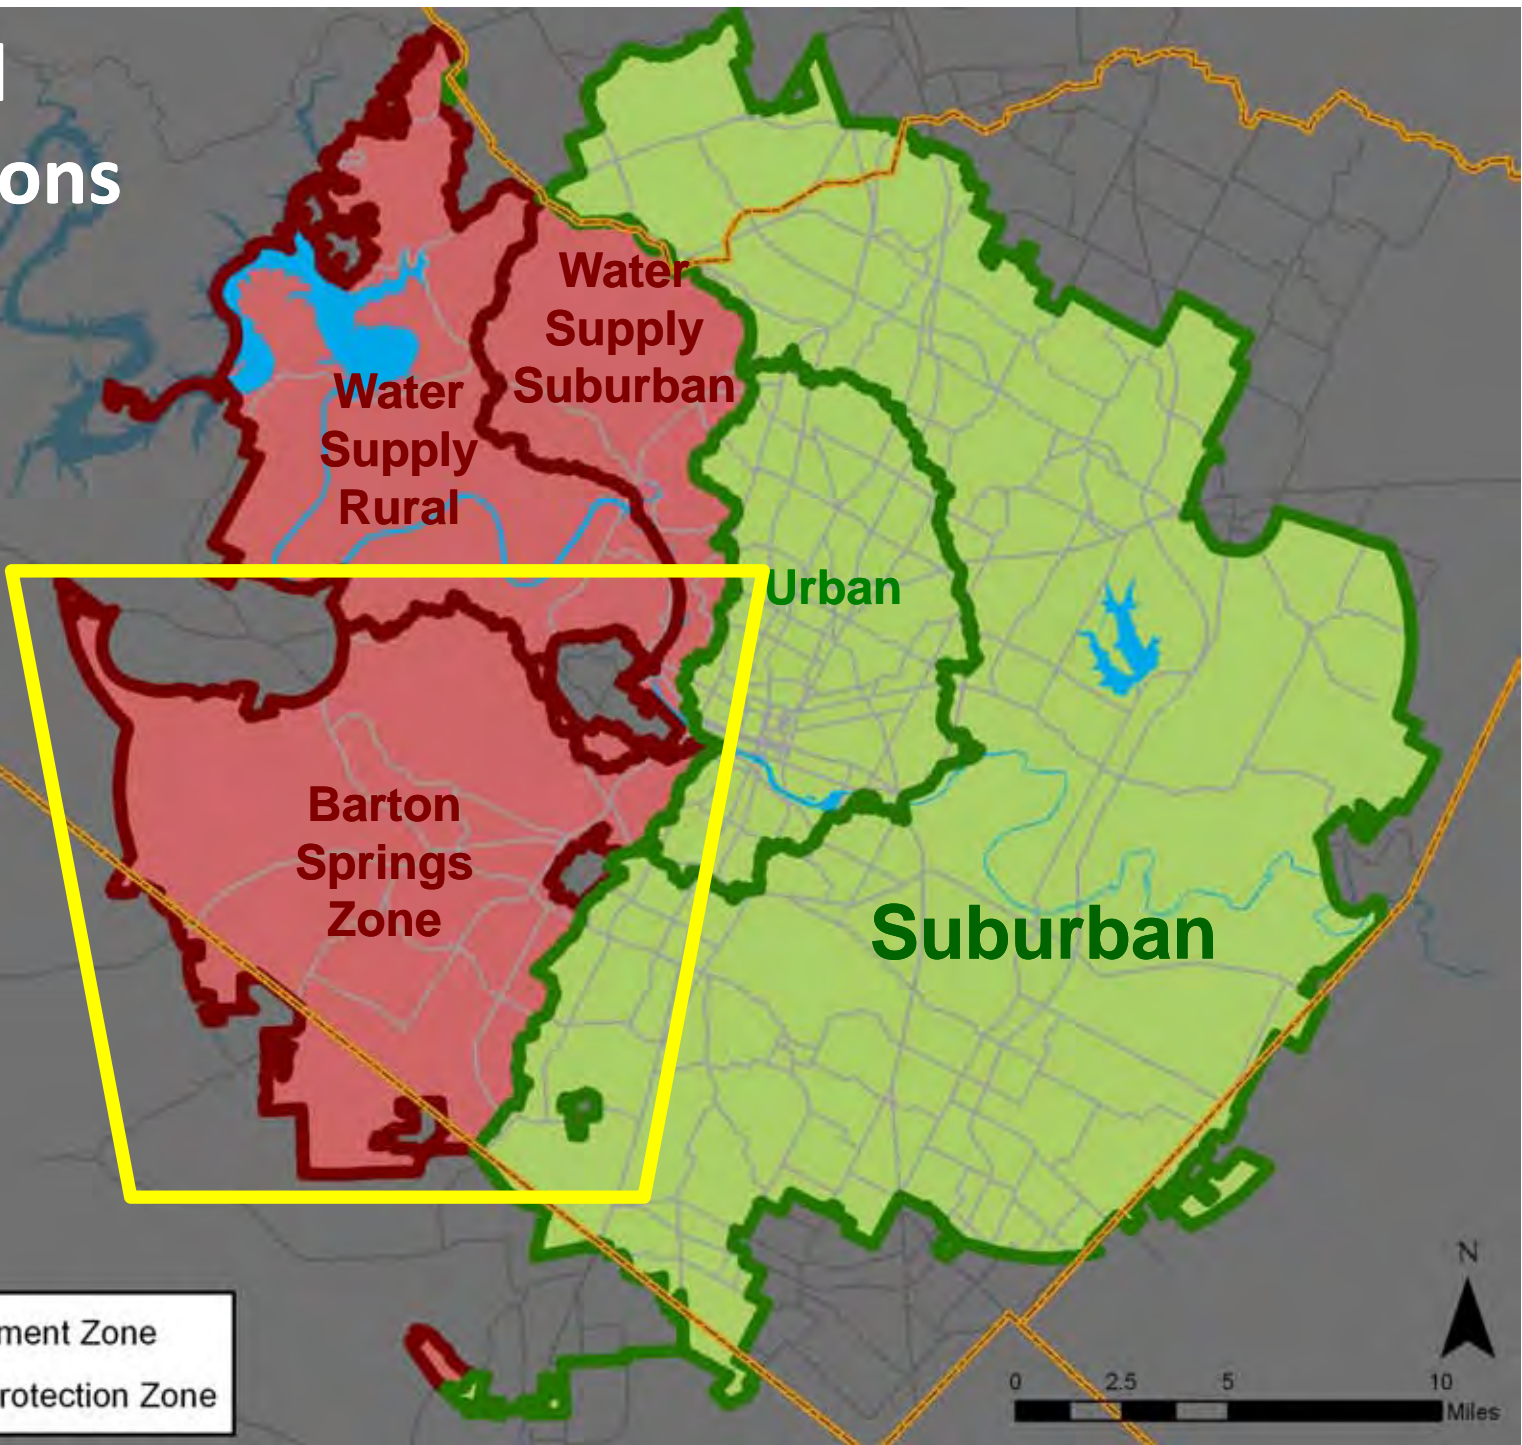 ons
Water
Supply
Suburban
Water
Supply
Rural
Urban
Barton
Springs
Zone
Suburban
ment Zone
rotection Zone
N
0 2.5 5 10
Miles